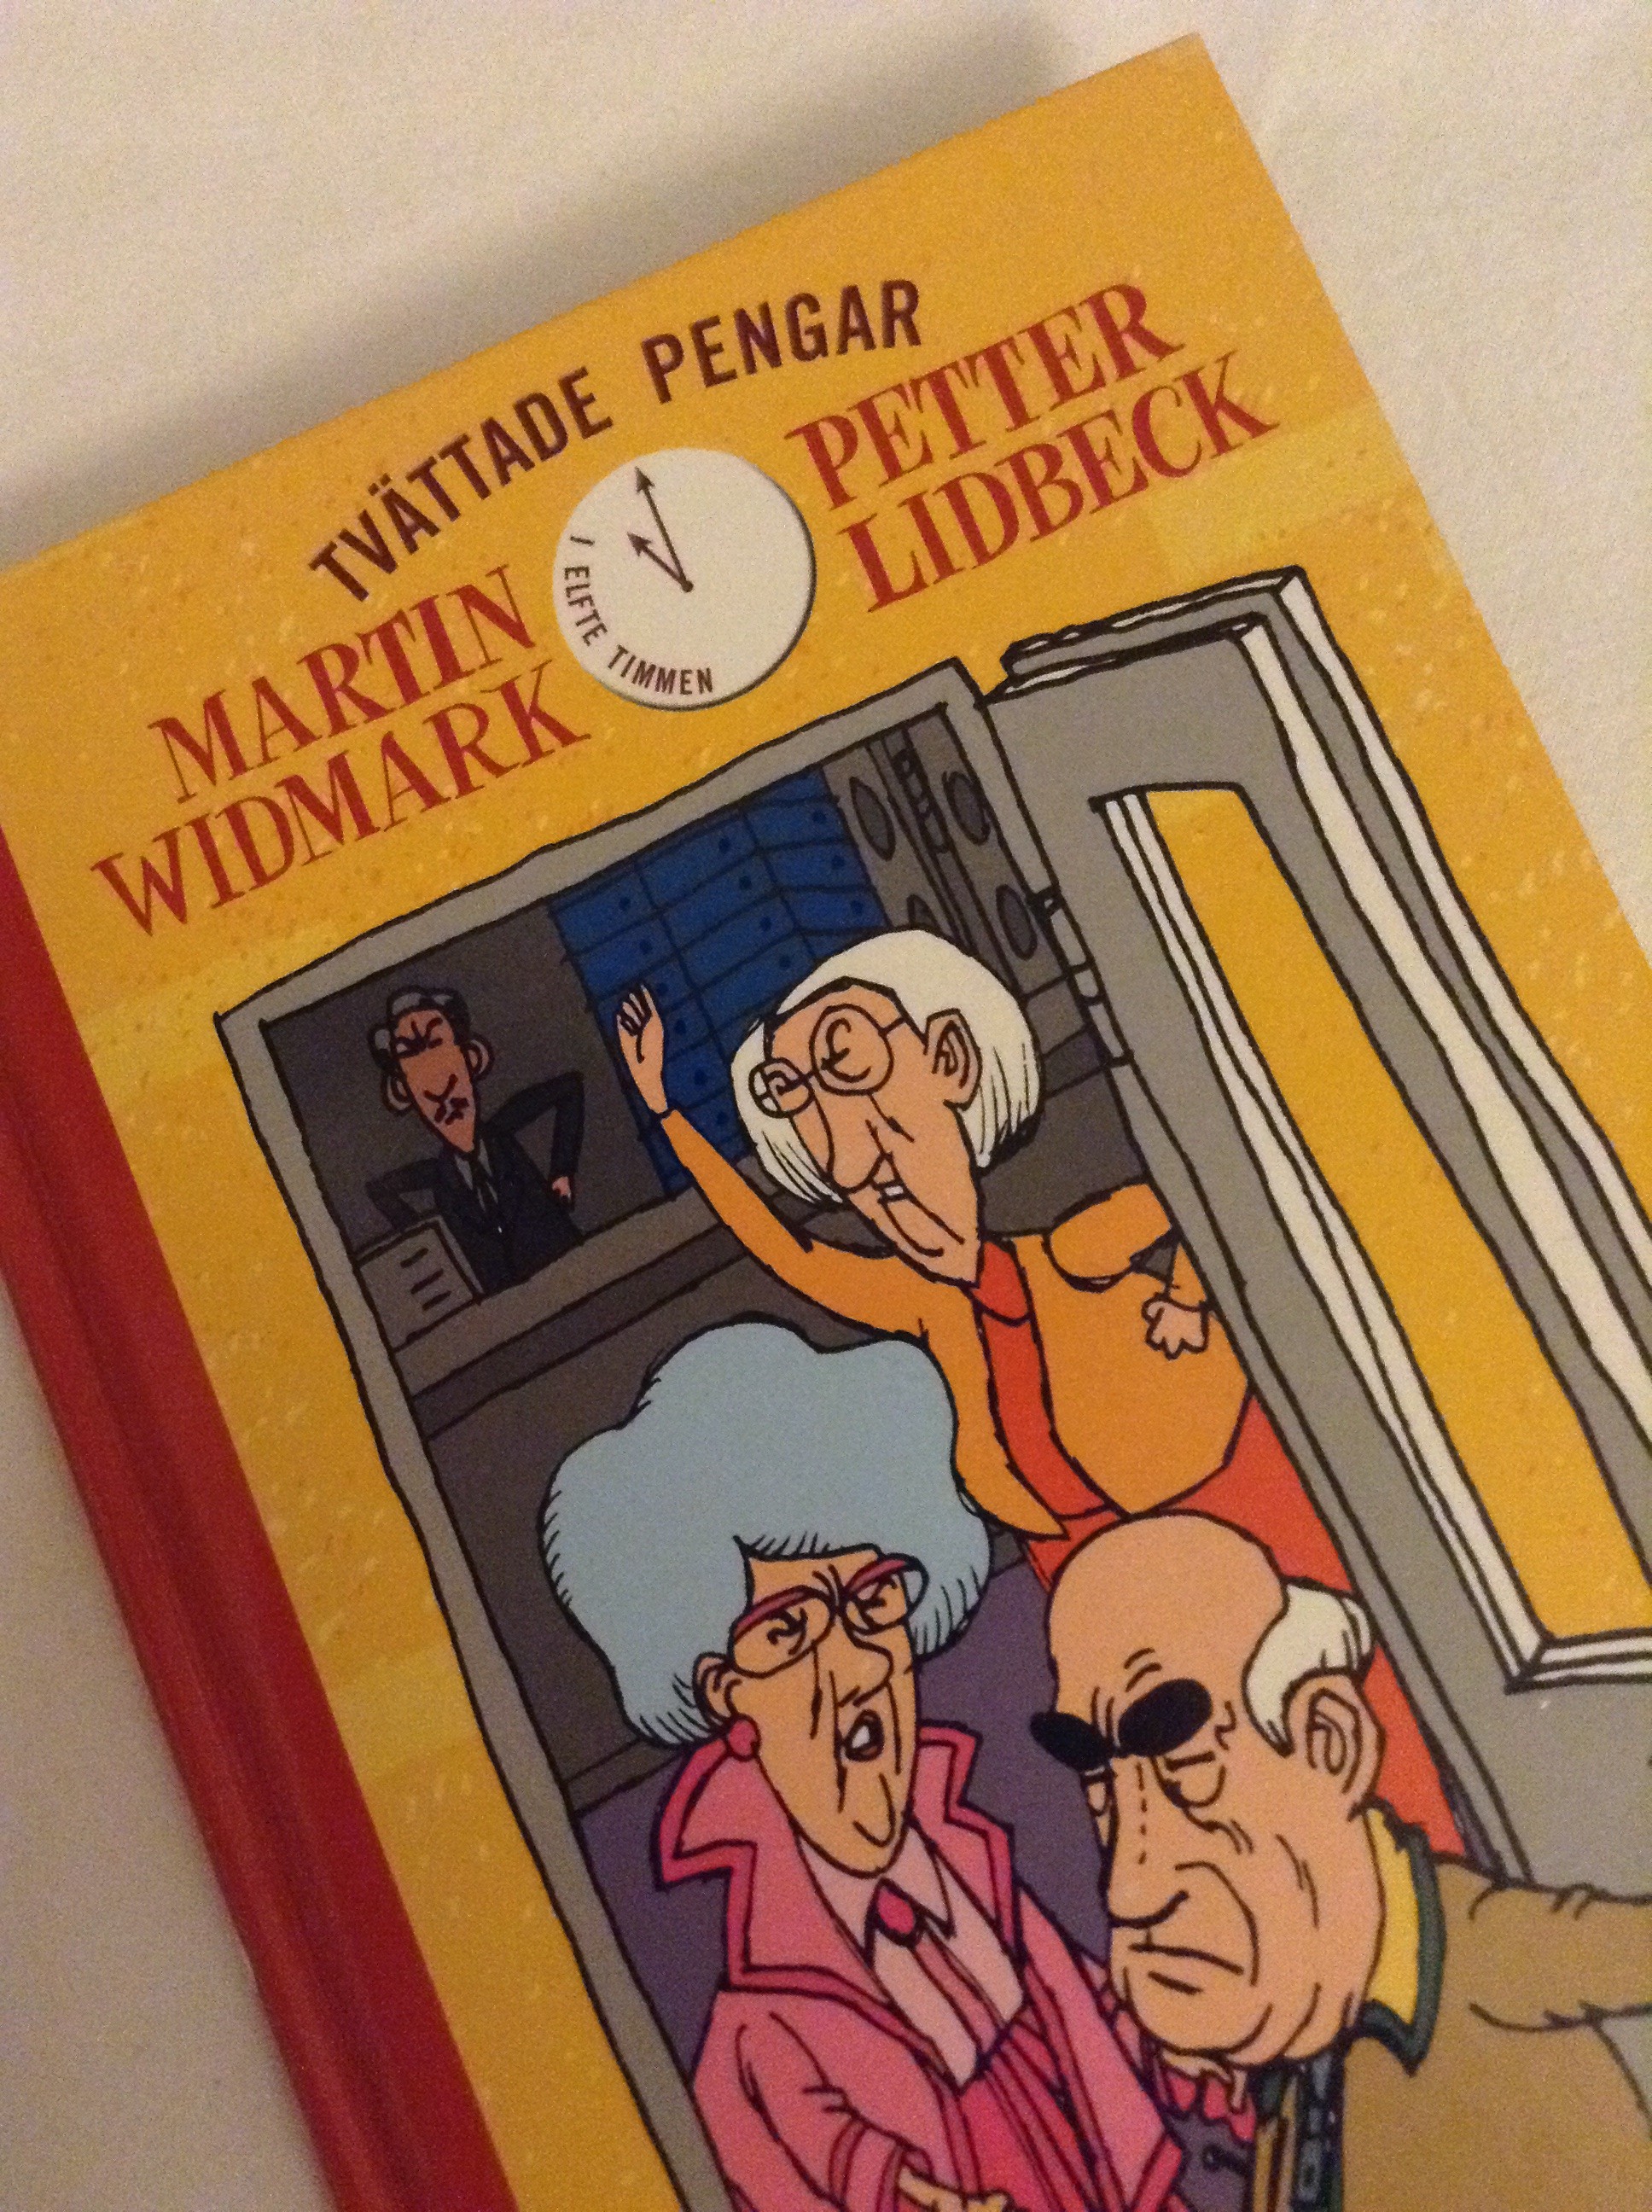 TVÄTTADE PENGAR
MARTIN
WIDMARK
I ELFTE TIMMEN
PETTER
LIDBECK